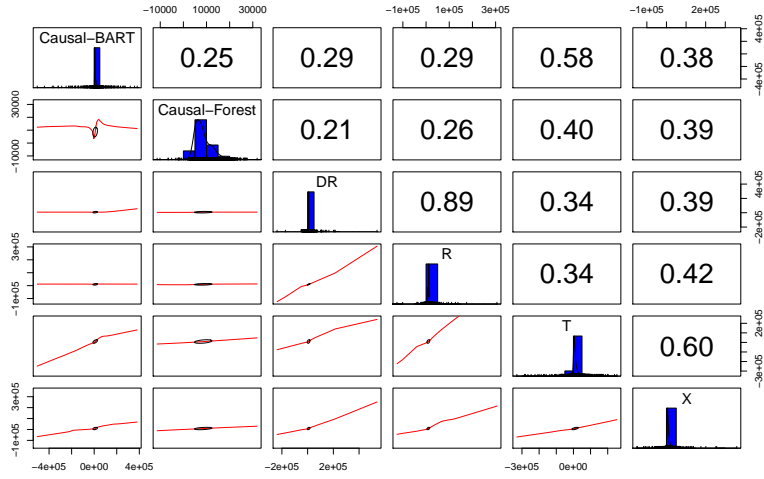 −10000 10000 30000 −1e+05 1e+05 3e+05 −1e+05 2e+05
Causal−BART 0.25 0.29 0.29 0.58 0.38 −4e+05 4e+05
−10000 30000 Causal−Forest 0.21 0.26 0.40 0.39
DR 0.89 0.34 0.39 −2e+05 4e+05
−1e+05 3e+05 R 0.34 0.42
T 0.60 −3e+05 2e+05
−1e+05 3e+05 X
−4e+05 0e+00 4e+05 −2e+05 2e+05 −3e+05 0e+00